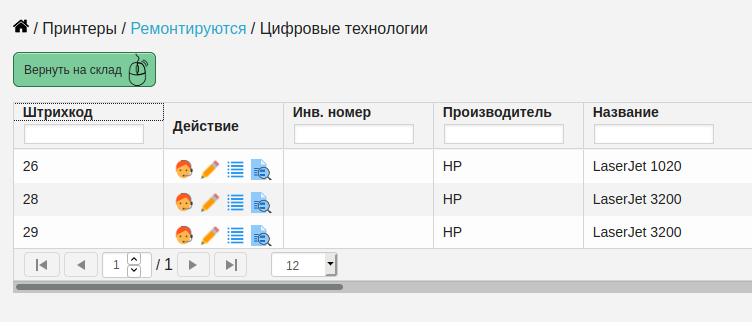 / Принтеры / Ремонтируются / Цифровые технологии
Вернуть на склад
Штрихкод Действие Инв. номер Производитель Название
26 HP LaserJet 1020
28 HP LaserJet 3200
29 HP LaserJet 3200
1 / 1 12